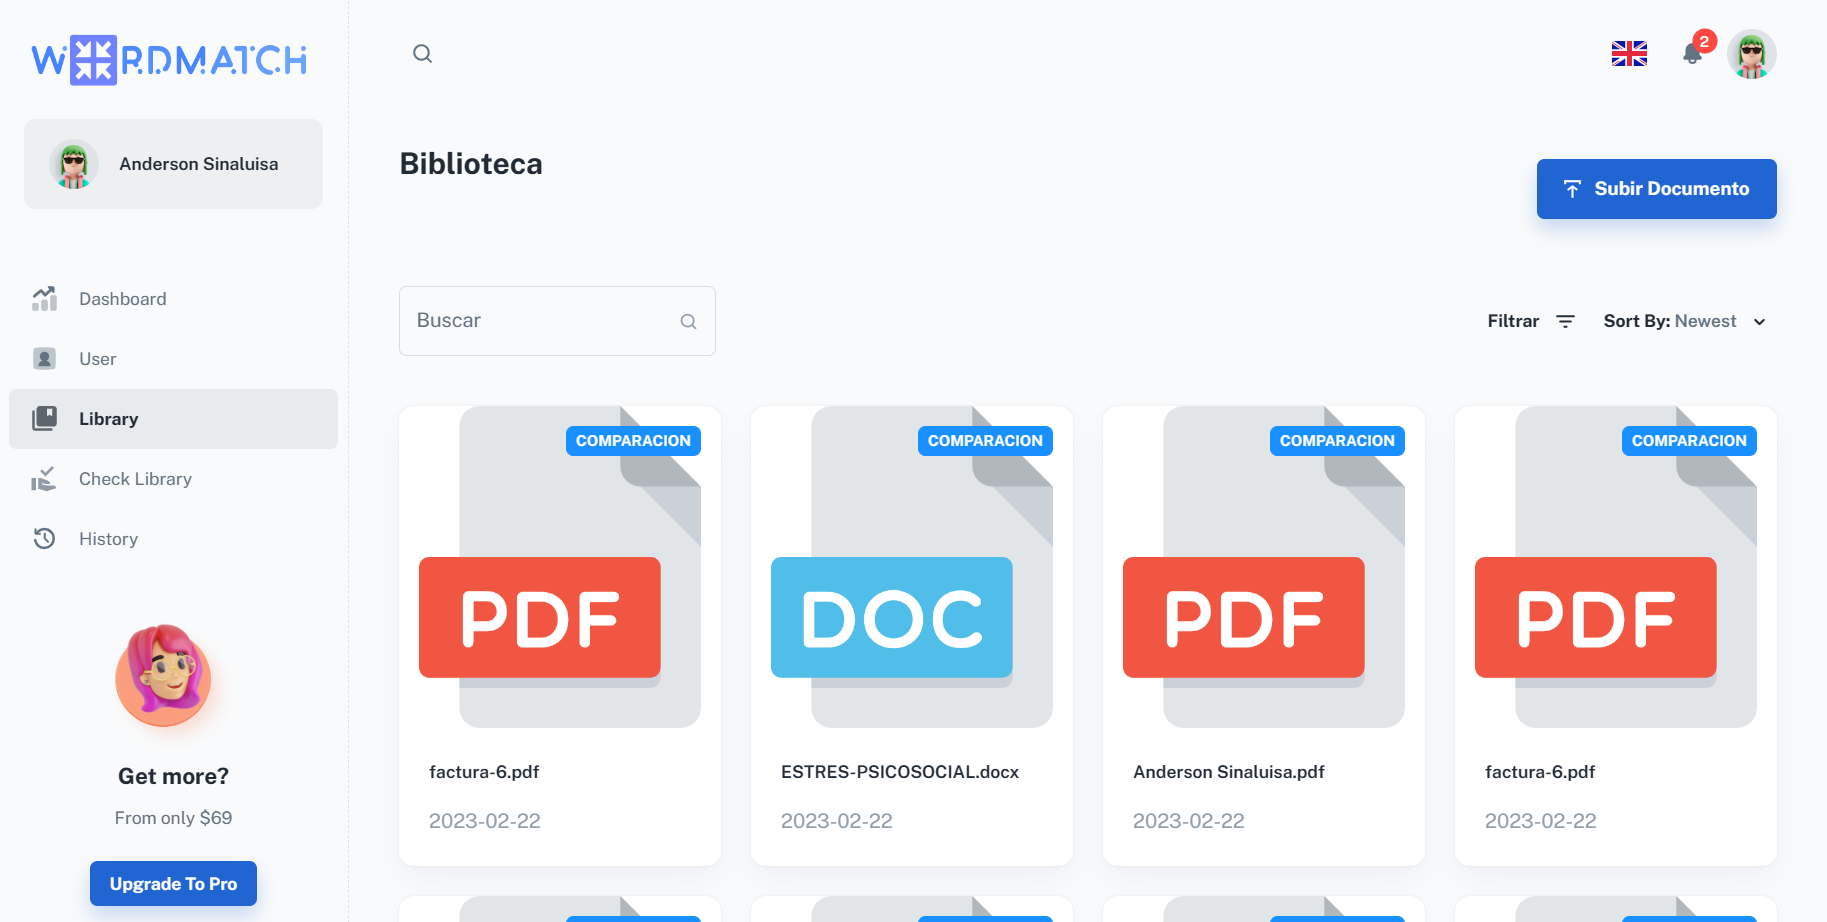 WORDMATCH
2
Anderson Sinaluisa
Biblioteca
Subir Documento
Dashboard
User
Library
Check Library
History
Get more?
From only $69
Upgrade To Pro
Buscar
Filtrar
Sort By: Newest
COMPARACION
PDF
factura-6.pdf
2023-02-22
COMPARACION
DOC
ESTRES-PSICOSOCIAL.docx
2023-02-22
COMPARACION
PDF
Anderson Sinaluisa.pdf
2023-02-22
COMPARACION
PDF
factura-6.pdf
2023-02-22